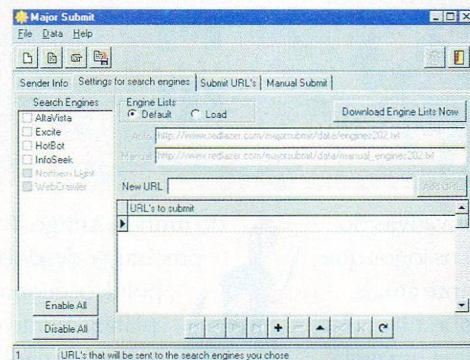 Major Submit
File Data Help
Sender Info Settings for search engines Submit URL's Manual Submit
Search Engines
AltaVista
Excite
HotBot
InfoSeek
Northern Light
WebCrawler
Enable All
Disable All
Engine Lists
Default Load
Download Engine Lists Now
Auto http://www.rediazer.com/majorsubmit/data/engines202.txt
Manual http://www.rediazer.com/majorsubmit/data/manual_engines202.txt
New URL Add URL
URL's to submit
1 URL's that will be sent to the search engines you chose